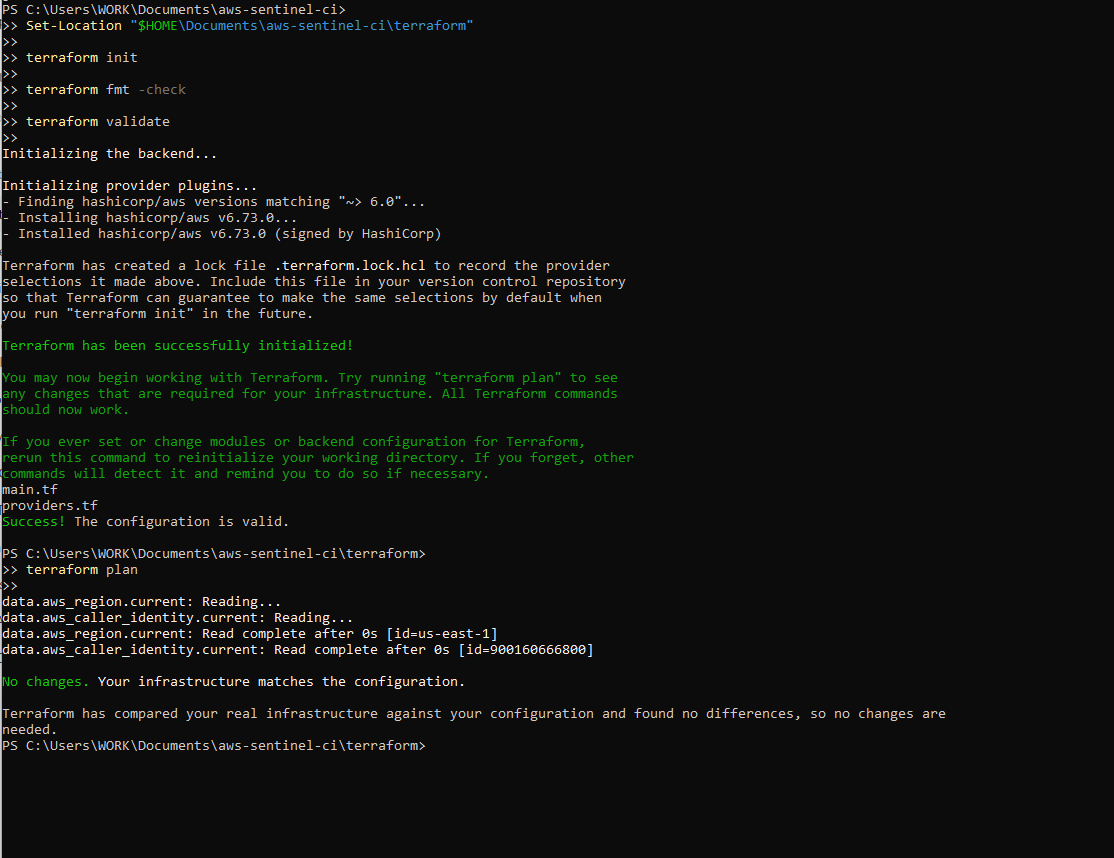 PS C:\Users\WORK\Documents\aws-sentinel-ci>
>> Set-Location "$HOME\Documents\aws-sentinel-ci\terraform"
>>
>> terraform init
>>
>> terraform fmt -check
>>
>> terraform validate
>>
Initializing the backend...
Initializing provider plugins...
- Finding hashicorp/aws versions matching "~> 6.0"...
- Installing hashicorp/aws v6.73.0...
- Installed hashicorp/aws v6.73.0 (signed by HashiCorp)
Terraform has created a lock file .terraform.lock.hcl to record the provider
selections it made above. Include this file in your version control repository
so that Terraform can guarantee to make the same selections by default when
you run "terraform init" in the future.
Terraform has been successfully initialized!
You may now begin working with Terraform. Try running "terraform plan" to see
any changes that are required for your infrastructure. All Terraform commands
should now work.
If you ever set or change modules or backend configuration for Terraform,
rerun this command to reinitialize your working directory. If you forget, other
commands will detect it and remind you to do so if necessary.
main.tf
providers.tf
Success! The configuration is valid.
PS C:\Users\WORK\Documents\aws-sentinel-ci\terraform>
>> terraform plan
>>
data.aws_region.current: Reading...
data.aws_caller_identity.current: Reading...
data.aws_region.current: Read complete after 0s [id=us-east-1]
data.aws_caller_identity.current: Read complete after 0s [id=900160666800]
No changes. Your infrastructure matches the configuration.
Terraform has compared your real infrastructure against your configuration and found no differences, so no changes are
needed.
PS C:\Users\WORK\Documents\aws-sentinel-ci\terraform>